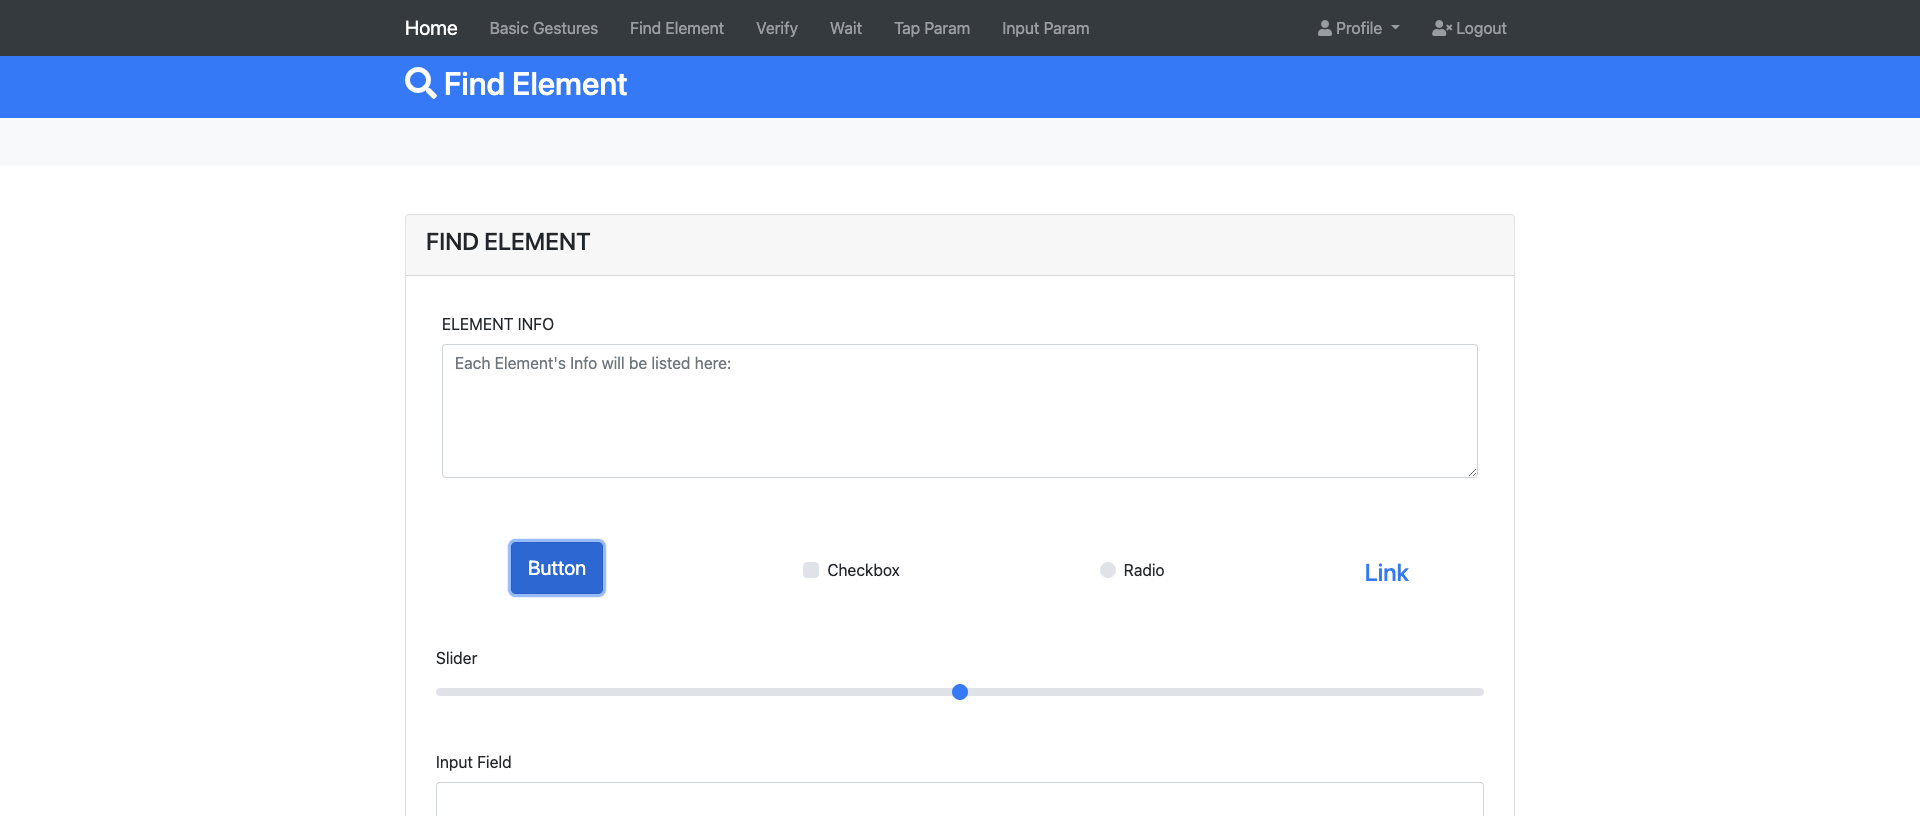 Home Basic Gestures Find Element Verify Wait Tap Param Input Param Profile Logout
Find Element
FIND ELEMENT
ELEMENT INFO
Each Element's Info will be listed here:
Button Checkbox Radio Link
Slider
Input Field